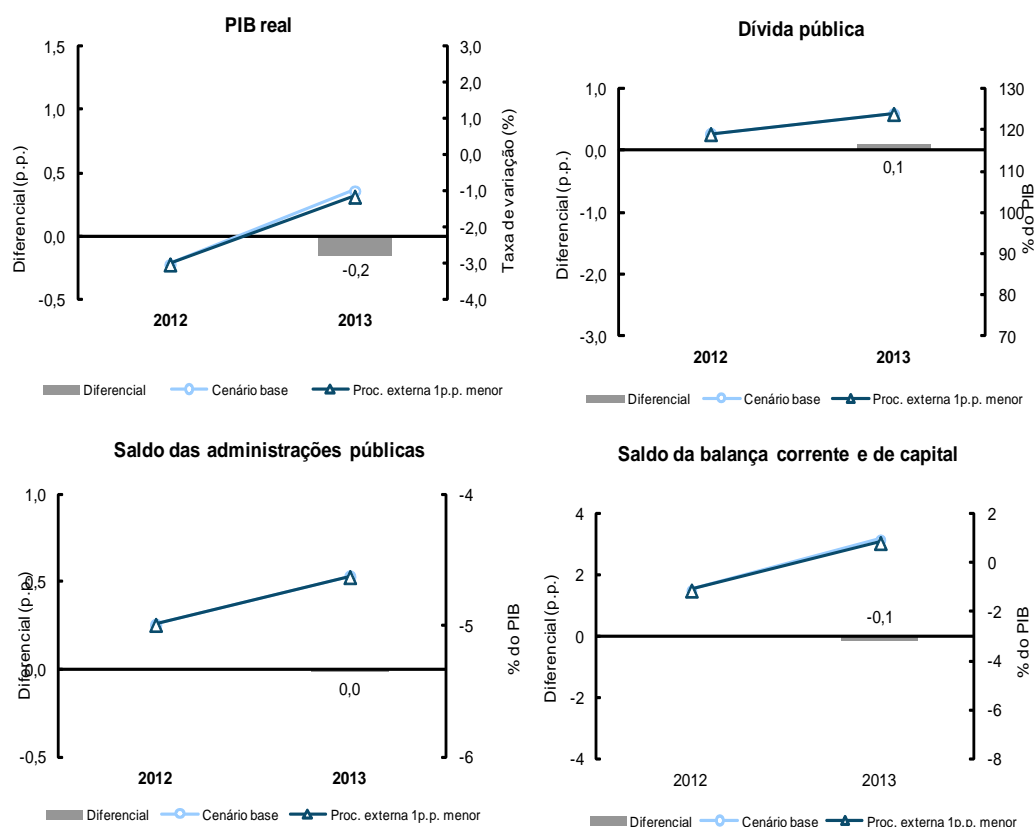 PIB real
1,5
1,0
0,5
0,0
-0,5
Diferencial (p.p.)
3,0
2,0
1,0
0,0
-1,0
-2,0
-3,0
-4,0
Taxa de variação (%)
-0,2
2012
2013
Diferencial
Cenário base
Proc. externa 1p.p. menor
Dívida pública
1,0
0,0
-1,0
-2,0
-3,0
Diferencial (p.p.)
130
120
110
100
90
80
70
% do PIB
0,1
2012
2013
Diferencial
Cenário base
Proc. externa 1p.p. menor
Saldo das administrações públicas
1,0
0,5
0,0
-0,5
Diferencial (p.p.)
-4
-5
-6
% do PIB
0,0
2012
2013
Diferencial
Cenário base
Proc. externa 1p.p. menor
Saldo da balança corrente e de capital
4
2
0
-2
-4
Diferencial (p.p.)
2
0
-2
-4
-6
-8
% do PIB
-0,1
2012
2013
Diferencial
Cenário base
Proc. externa 1p.p. menor